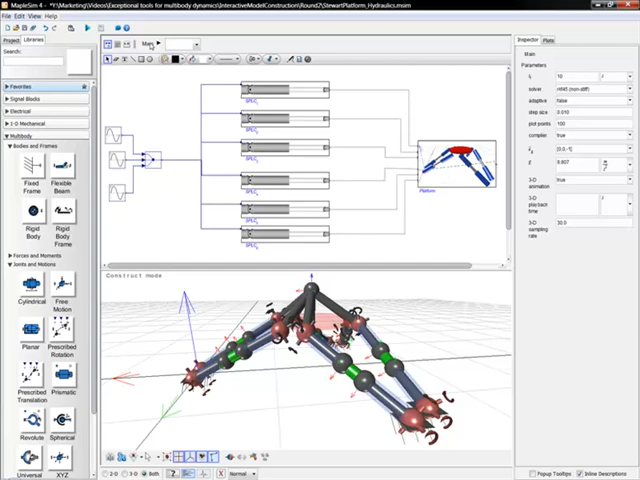 MapleSim 4 - *Y:\Marketing\Videos\Exceptional tools for multibody dynamics\InteractiveModelConstruction\Round2\StewartPlatform_Hydraulics.msim
File Edit Insert View Help
Project Libraries
Search:
Favorites
Signal Blocks
Electrical
1-D Mechanical
Multibody
Bodies and Frames
Fixed Frame
Flexible Beam
Rigid Body
Rigid Body Frame
Forces and Moments
Joints and Motions
Cylindrical
Free Motion
Planar
Prescribed Rotation
Prescribed Translation
Prismatic
Revolute
Spherical
Universal
XYZ
Main
Platform
Construct mode
2-D 3-D Both
Normal
Inspector Plots
Main
Parameters
10
solver
rkf45 (non-stiff)
adaptive
false
step size
0.010
plot points
100
compiler
true
[0,0,-1]
true
3-D animation
3-D playback time
3-D sampling rate
30.0
Popup Tooltips Inline Descriptions